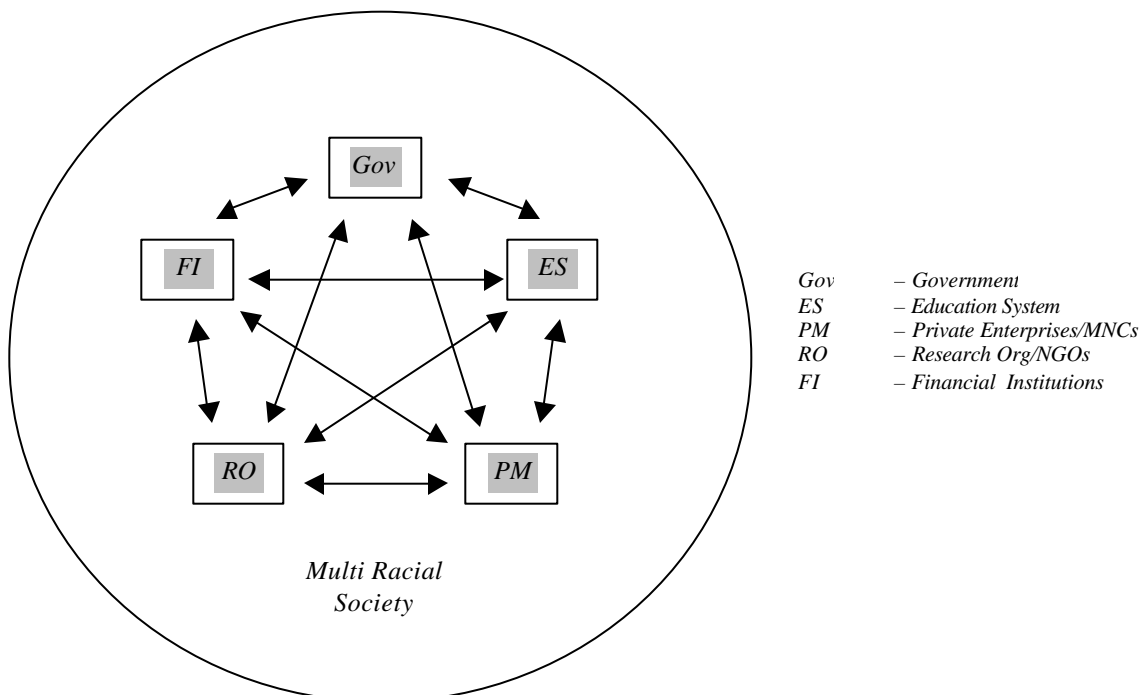 Gov
FI
ES
RO
PM
Multi Racial
Society
Gov – Government
ES – Education System
PM – Private Enterprises/MNCs
RO – Research Org/NGOs
FI – Financial Institutions